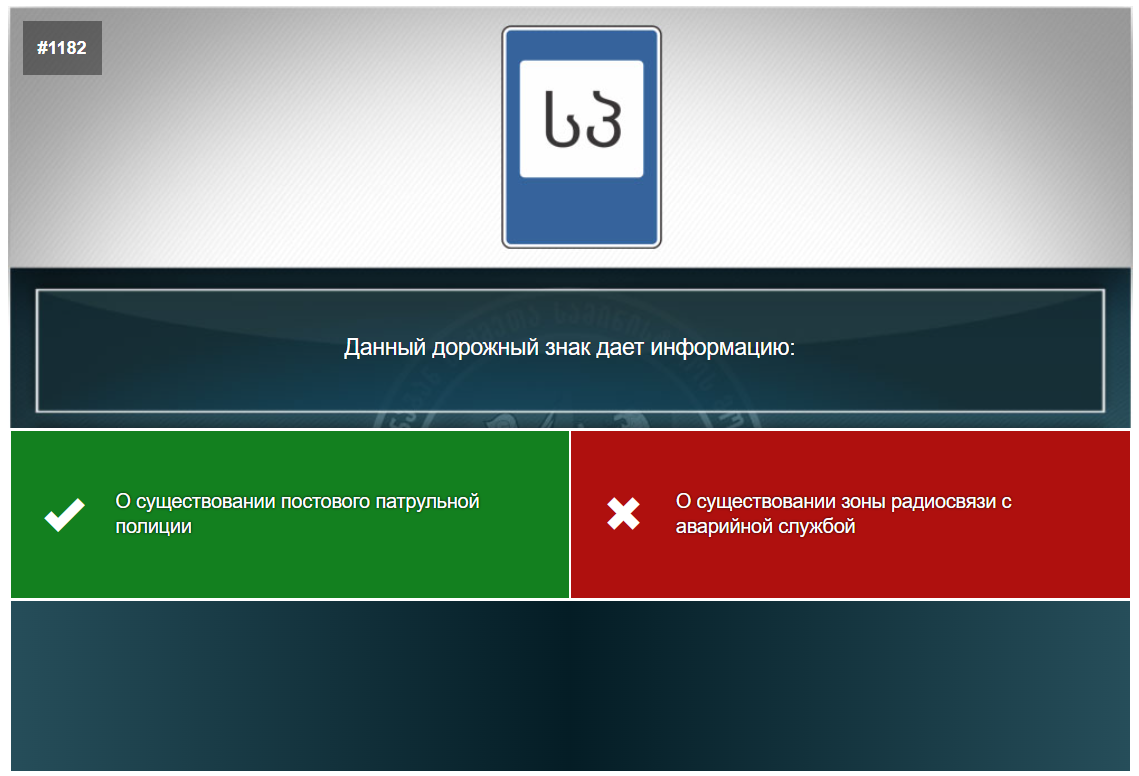 #1182
სპ
Данный дорожный знак дает информацию:
О существовании постового патрульной
полиции
О существовании зоны радиосвязи с
аварийной службой